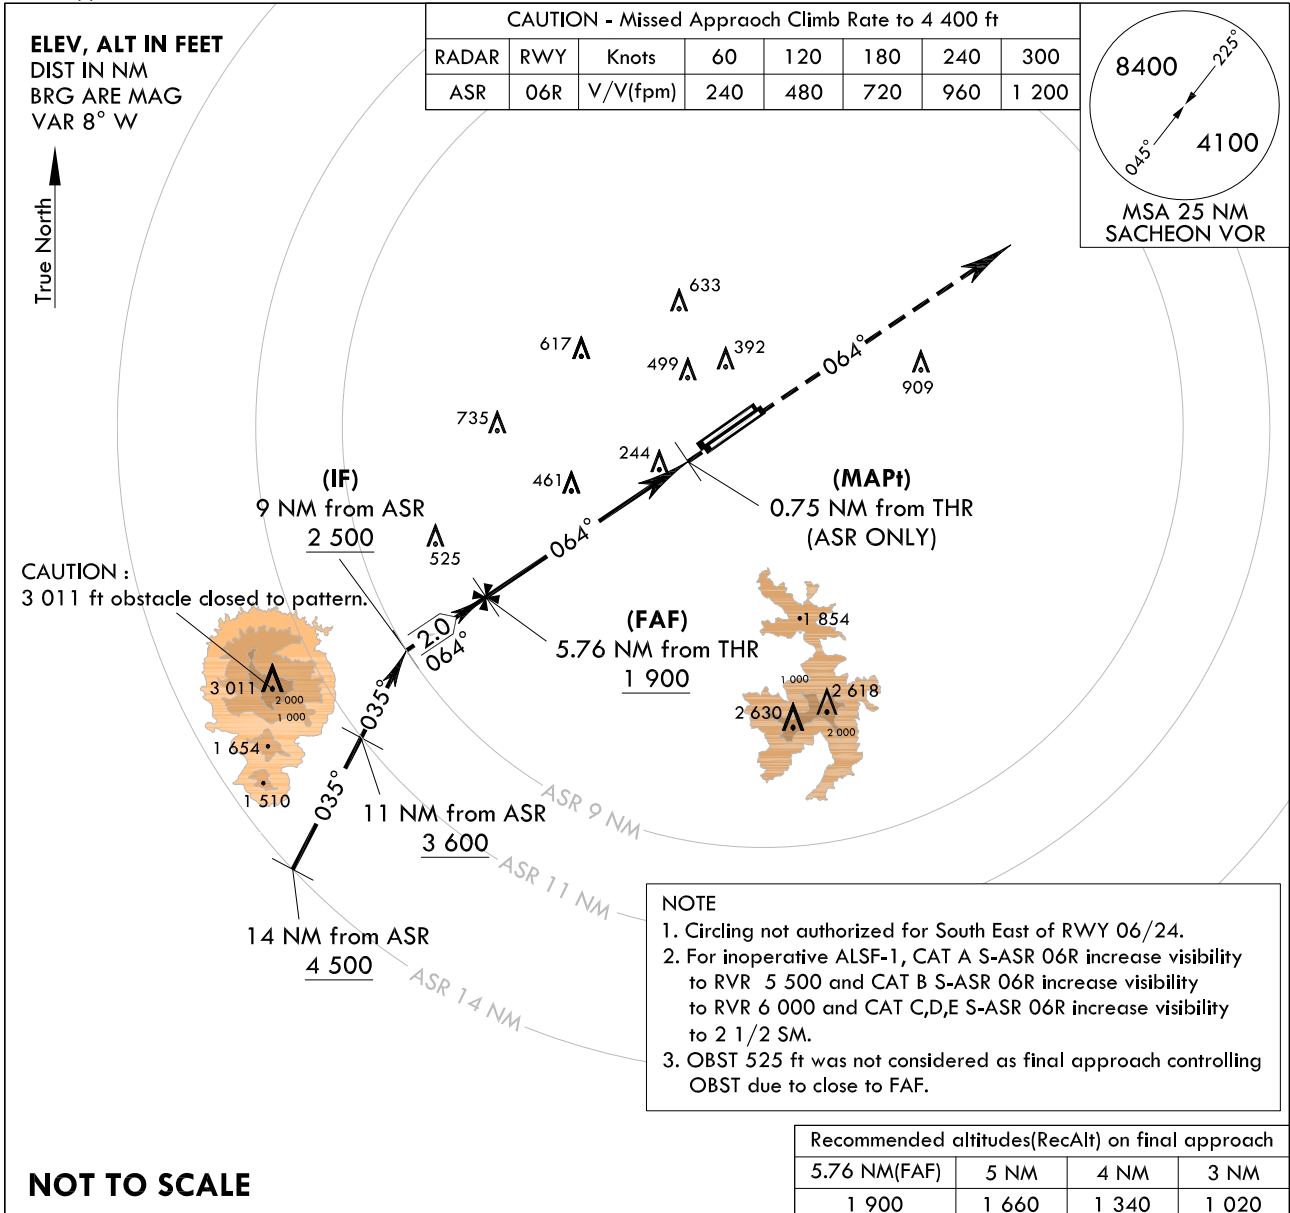 CAUTION - Missed Appraoch Climb Rate to 4 400 ft
RADAR RWY Knots 60 120 180 240 300
ASR 06R V/V(fpm) 240 480 720 960 1 200
ELEV, ALT IN FEET
DIST IN NM
BRG ARE MAG
VAR 8° W
True North
8400
225°
045°
4100
MSA 25 NM
SACHEON VOR
633
617
499
392
909
064°
735
244
461
525
(IF)
9 NM from ASR
2 500
(MAPt)
0.75 NM from THR
(ASR ONLY)
064°
CAUTION :
3 011 ft obstacle closed to pattern.
2.0
064°
(FAF)
5.76 NM from THR
1 900
1 854
3 011
2 000
1 000
1 654
1 510
1 000
2 618
2 630
2 000
035°
035°
11 NM from ASR
3 600
14 NM from ASR
4 500
ASR 9 NM
ASR 11 NM
ASR 14 NM
NOTE
1. Circling not authorized for South East of RWY 06/24.
2. For inoperative ALSF-1, CAT A S-ASR 06R increase visibility
to RVR 5 500 and CAT B S-ASR 06R increase visibility
to RVR 6 000 and CAT C,D,E S-ASR 06R increase visibility
to 2 1/2 SM.
3. OBST 525 ft was not considered as final approach controlling
OBST due to close to FAF.
NOT TO SCALE
Recommended altitudes(RecAlt) on final approach
5.76 NM(FAF) 5 NM 4 NM 3 NM
1 900 1 660 1 340 1 020